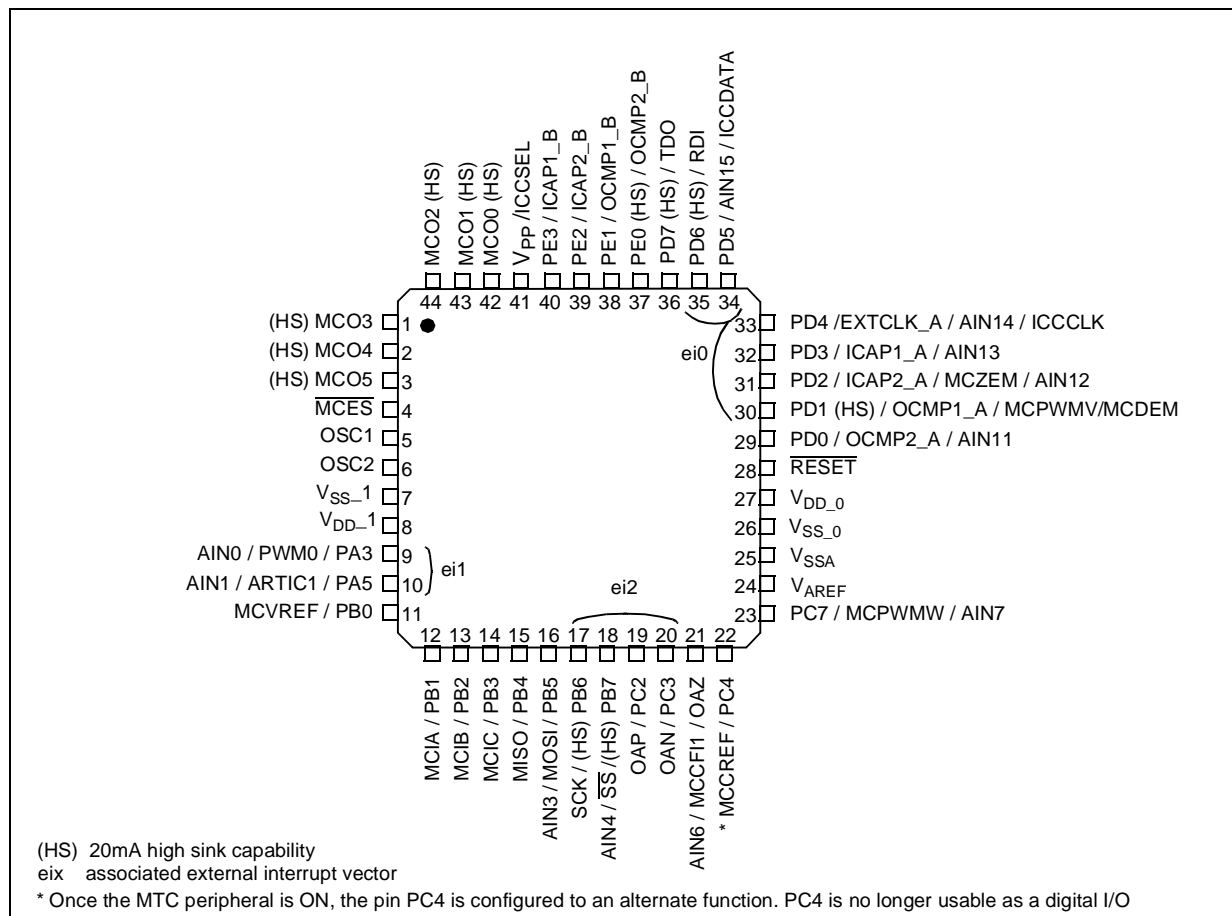 MCO2 (HS)
MCO1 (HS)
MCO0 (HS)
VPP /ICCSEL
PE3 / ICAP1_B
PE2 / ICAP2_B
PE1 / OCMP1_B
PE0 (HS) / OCMP2_B
PD7 (HS) / TDO
PD6 (HS) / RDI
PD5 / AIN15 / ICCDATA
44 43 42 41 40 39 38 37 36 35 34
(HS) MCO3 1
(HS) MCO4 2
(HS) MCO5 3
MCES 4
OSC1 5
OSC2 6
VSS_1 7
VDD_1 8
AIN0 / PWM0 / PA3 9
AIN1 / ARTIC1 / PA5 10
MCVREF / PB0 11
ei1
ei0
ei2
33 PD4 /EXTCLK_A / AIN14 / ICCCLK
32 PD3 / ICAP1_A / AIN13
31 PD2 / ICAP2_A / MCZEM / AIN12
30 PD1 (HS) / OCMP1_A / MCPWMV/MCDEM
29 PD0 / OCMP2_A / AIN11
28 RESET
27 VDD_0
26 VSS_0
25 VSSA
24 VAREF
23 PC7 / MCPWMW / AIN7
12 13 14 15 16 17 18 19 20 21 22
MCIA / PB1
MCIB / PB2
MCIC / PB3
MISO / PB4
AIN3 / MOSI / PB5
SCK / (HS) PB6
AIN4 / SS /(HS) PB7
OAP / PC2
OAN / PC3
AIN6 / MCCFI1 / OAZ
* MCCREF / PC4
(HS) 20mA high sink capability
eix associated external interrupt vector
* Once the MTC peripheral is ON, the pin PC4 is configured to an alternate function. PC4 is no longer usable as a digital I/O